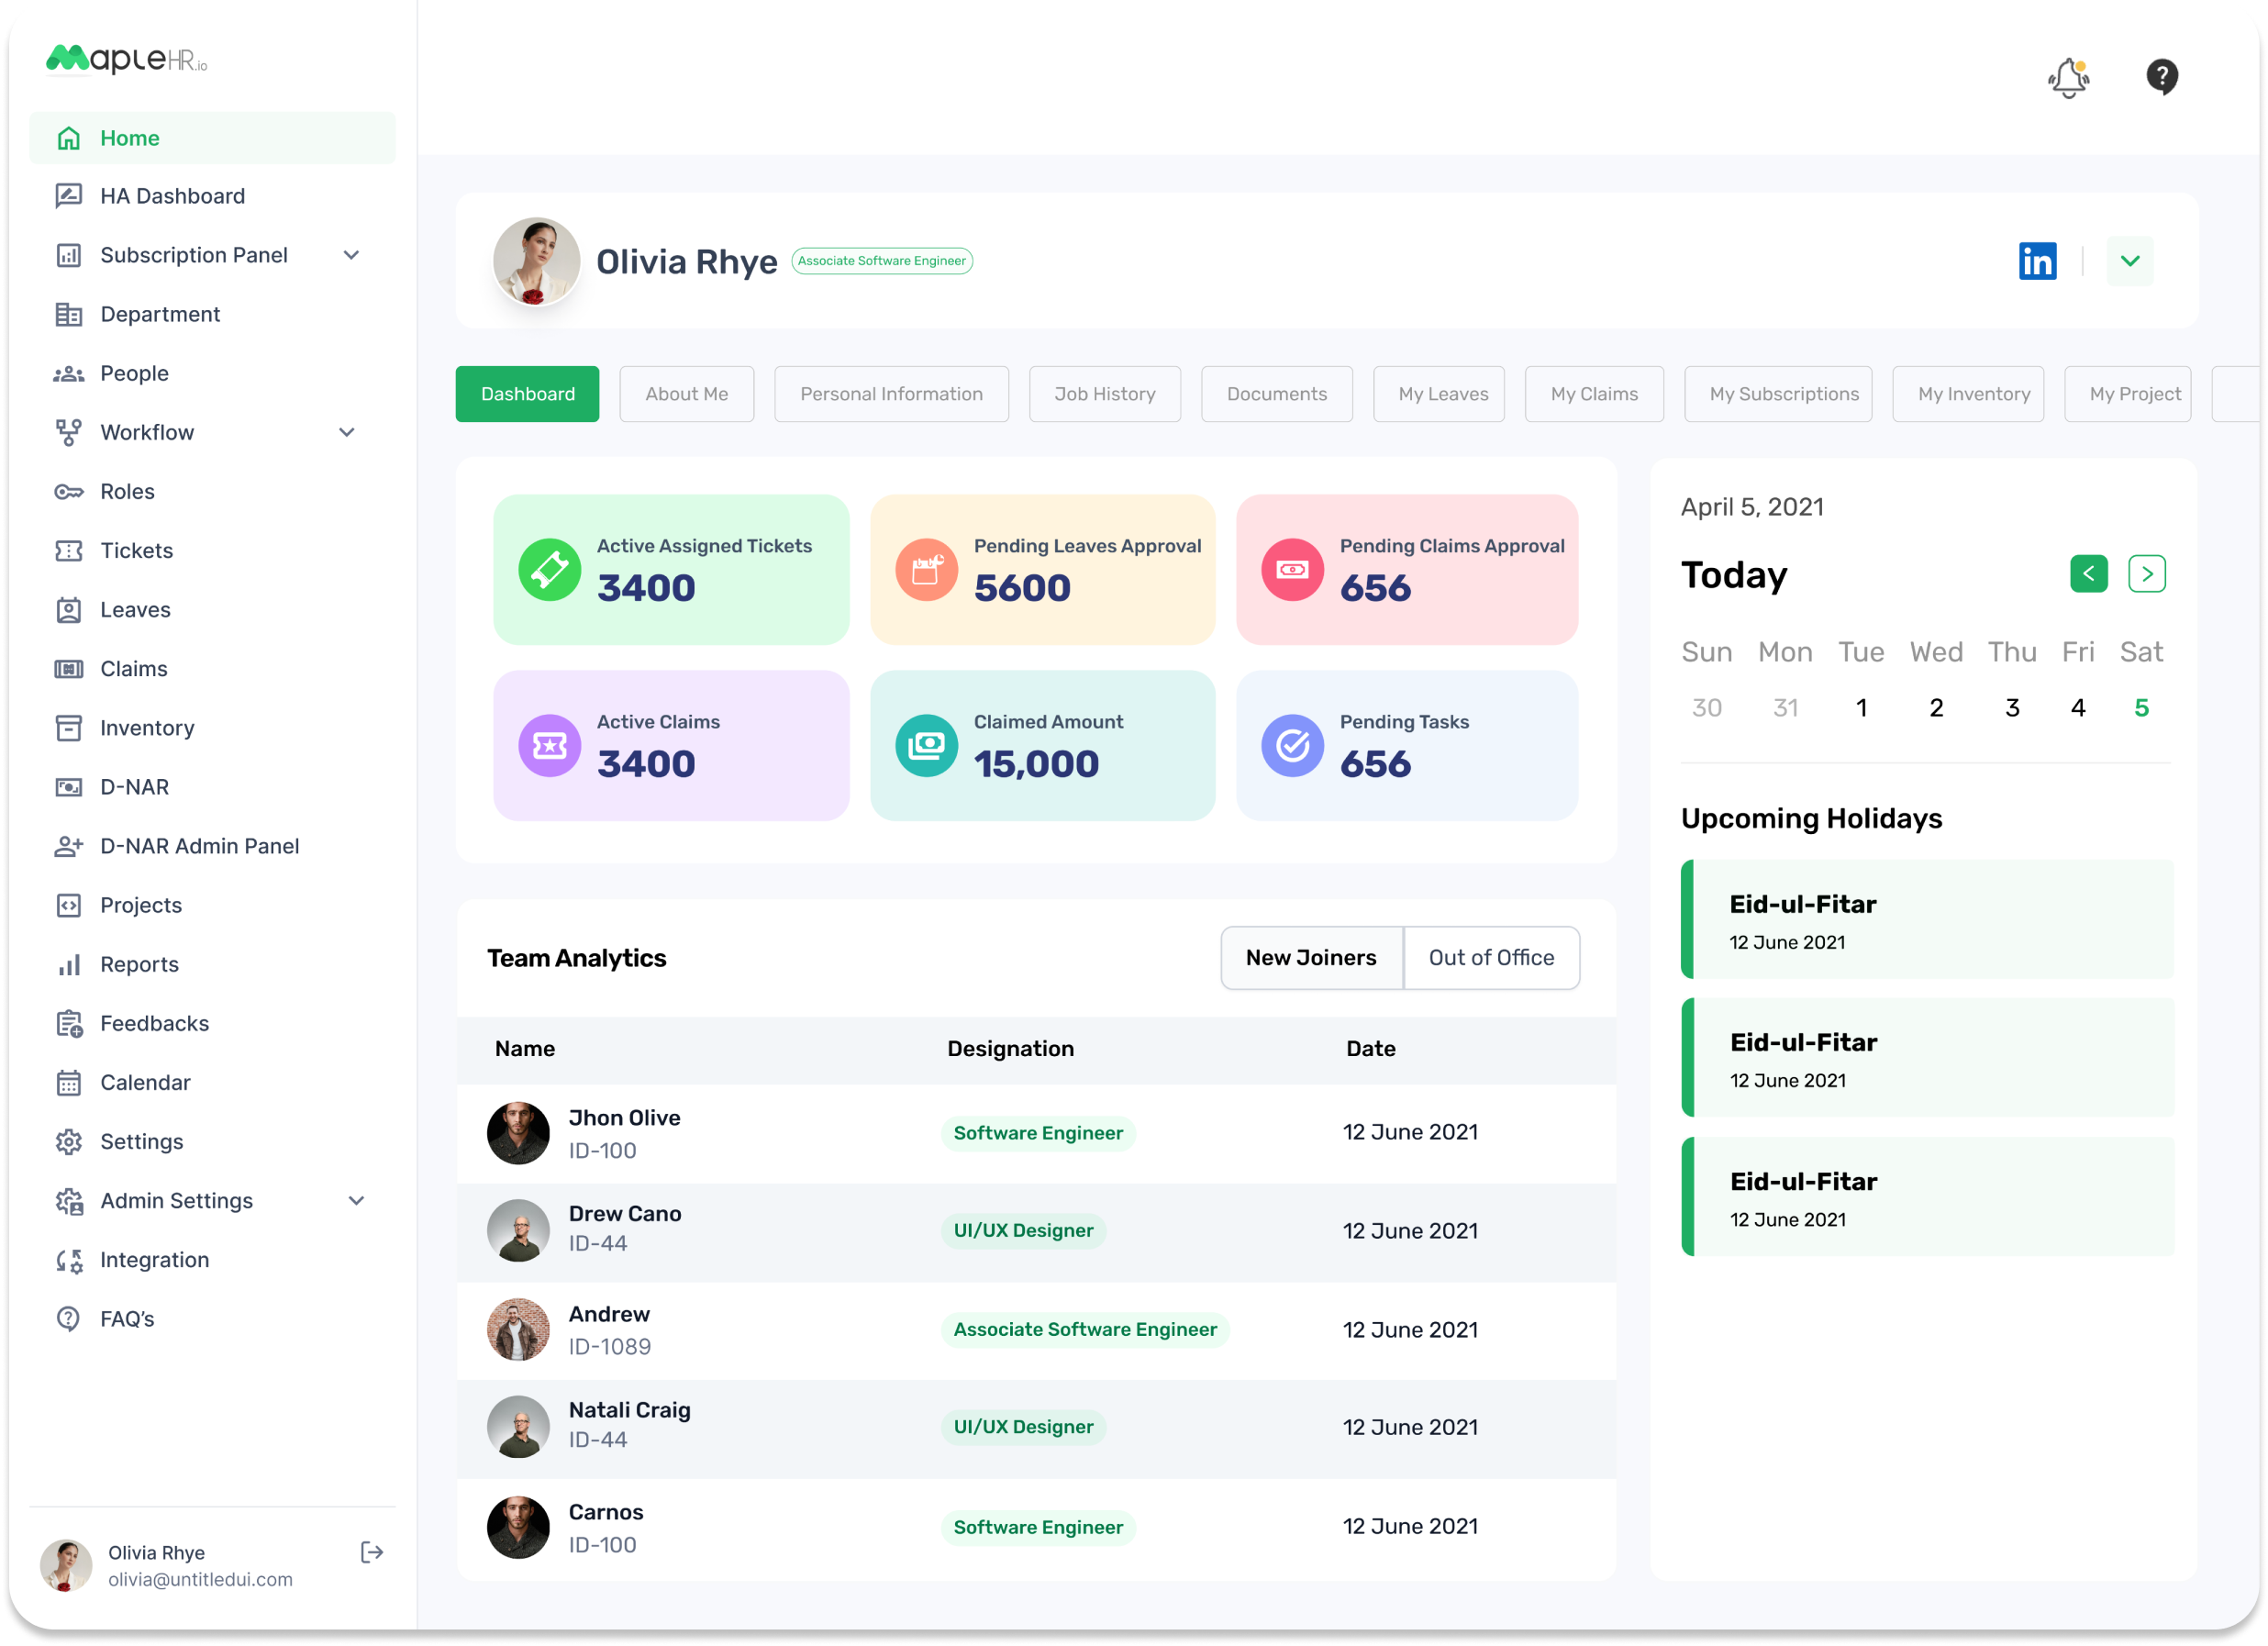 MapleHR.io
Home
HA Dashboard
Subscription Panel
Department
People
Workflow
Roles
Tickets
Leaves
Claims
Inventory
D-NAR
D-NAR Admin Panel
Projects
Reports
Feedbacks
Calendar
Settings
Admin Settings
Integration
FAQ’s
Olivia Rhye
olivia@untitledui.com
?
Olivia Rhye Associate Software Engineer
in
Dashboard About Me Personal Information Job History Documents My Leaves My Claims My Subscriptions My Inventory My Project
Active Assigned Tickets
3400
Pending Leaves Approval
5600
Pending Claims Approval
656
Active Claims
3400
Claimed Amount
15,000
Pending Tasks
656
Team Analytics New Joiners Out of Office
Name Designation Date
Jhon Olive
ID-100
Software Engineer
12 June 2021
Drew Cano
ID-44
UI/UX Designer
12 June 2021
Andrew
ID-1089
Associate Software Engineer
12 June 2021
Natali Craig
ID-44
UI/UX Designer
12 June 2021
Carnos
ID-100
Software Engineer
12 June 2021
April 5, 2021
Today
Sun Mon Tue Wed Thu Fri Sat
30 31 1 2 3 4 5
Upcoming Holidays
Eid-ul-Fitar
12 June 2021
Eid-ul-Fitar
12 June 2021
Eid-ul-Fitar
12 June 2021